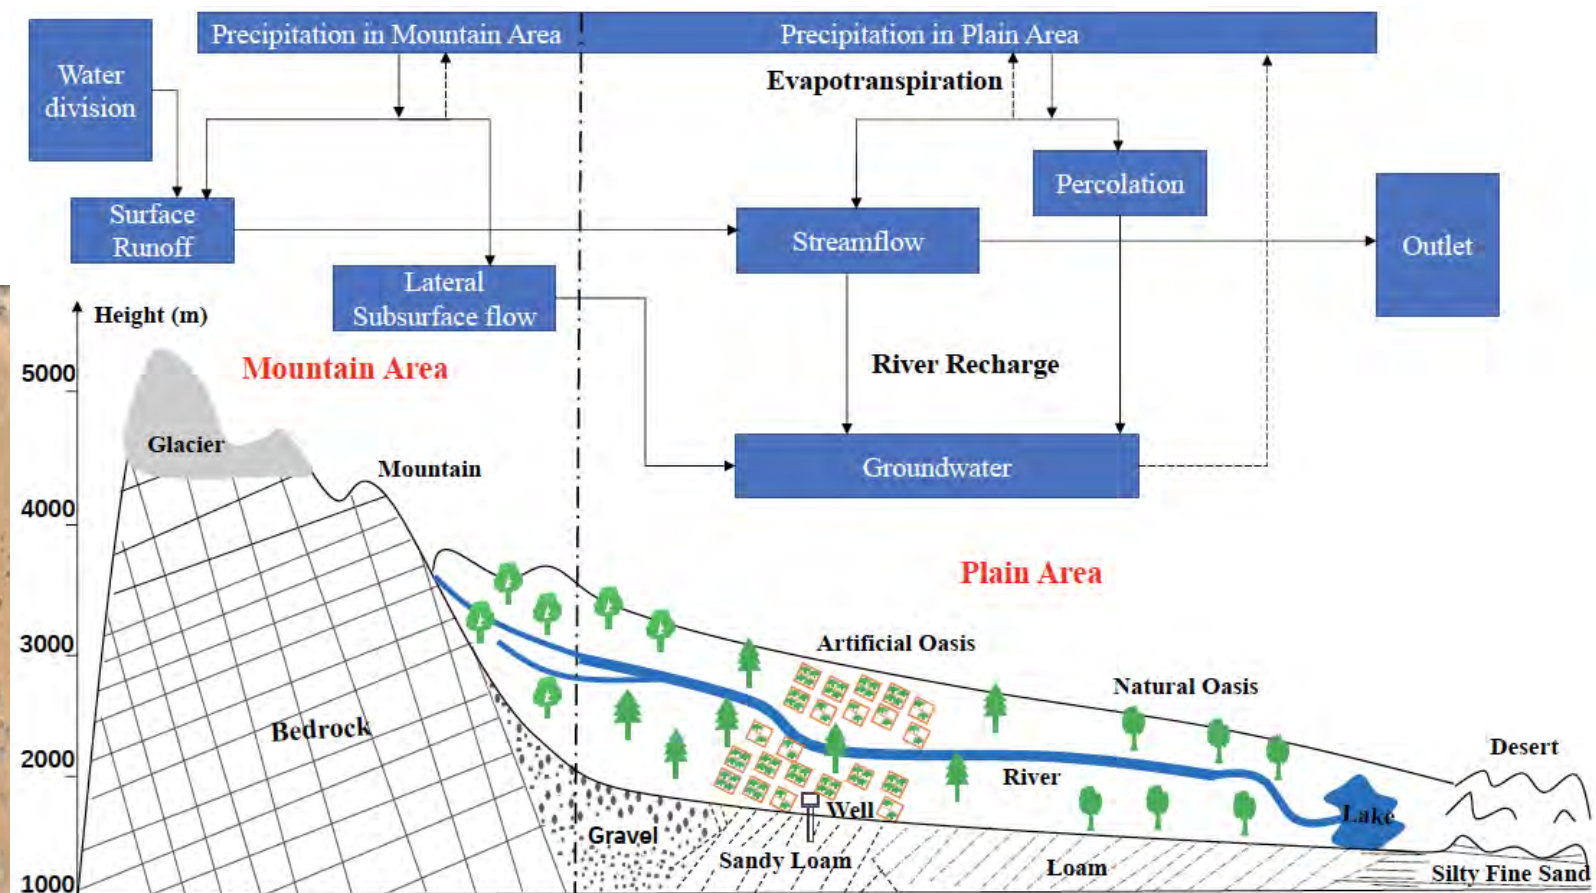 Precipitation in Mountain Area
Precipitation in Plain Area
Water
division
Evapotranspiration
Percolation
Surface
Runoff
Streamflow
Outlet
Lateral
Subsurface flow
Height (m)
River Recharge
Mountain Area
5000
Glacier
Mountain
Groundwater
4000
Plain Area
3000
Artificial Oasis
Natural Oasis
Bedrock
2000
River
Desert
Well
Lake
Gravel
Sandy Loam
Loam
Silty Fine Sand
1000